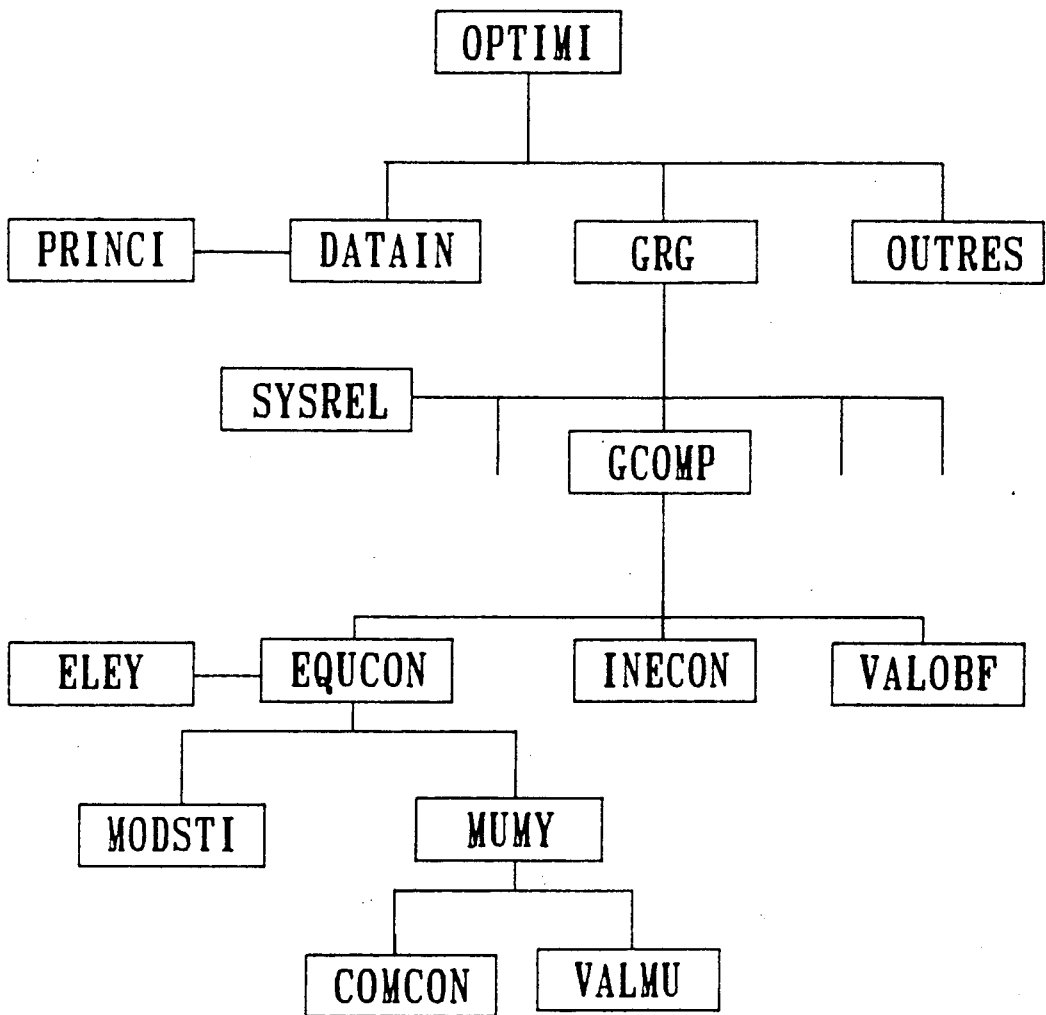 OPTIMI
PRINCI
DATAIN
GRG
OUTRES
SYSREL
GCOMP
ELEY
EQUCON
INECON
VALOBF
MODSTI
MUMY
COMCON
VALMU